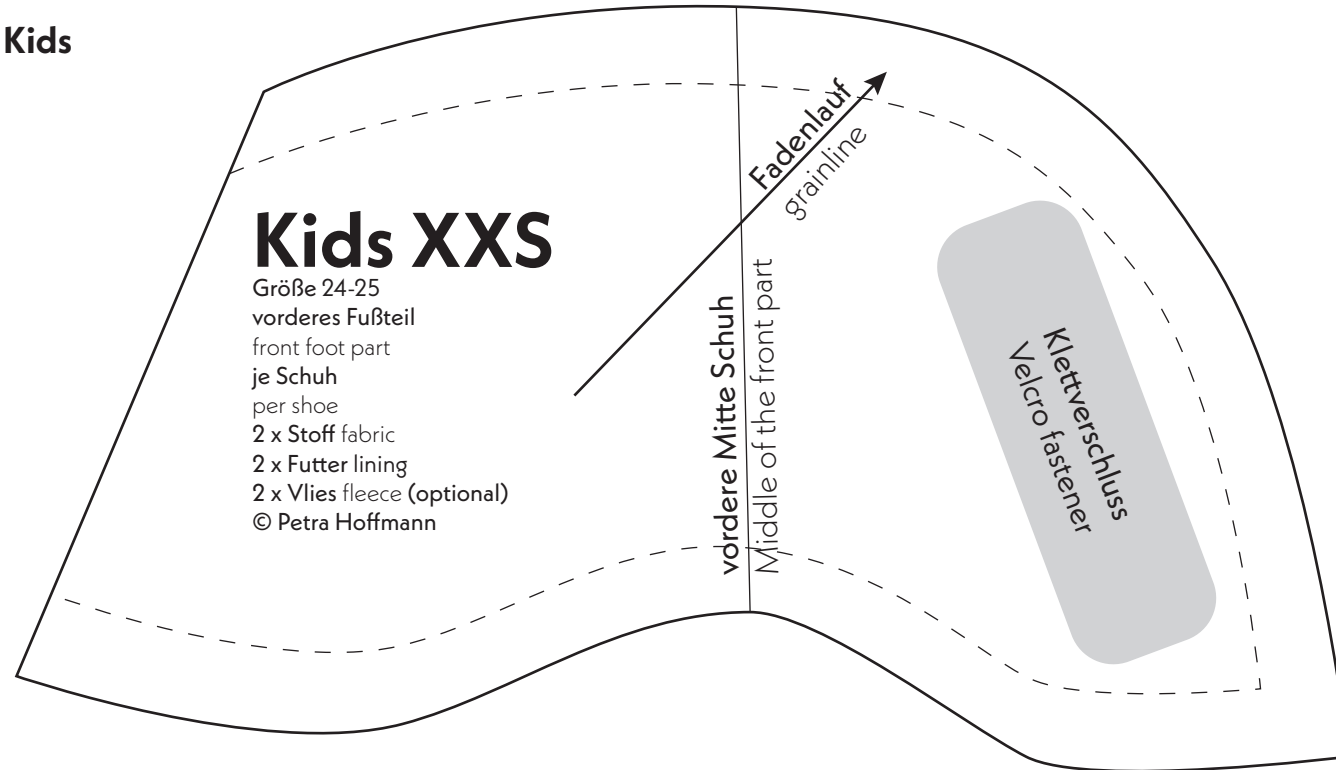 Kids
Kids XXS
Größe 24-25
vorderes Fußteil
front foot part
je Schuh
per shoe
2 x Stoff fabric
2 x Futter lining
2 x Vlies fleece (optional)
© Petra Hoffmann
Fadenlauf
grainline
vordere Mitte Schuh
Middle of the front part
Klettverschluss
Velcro fastener